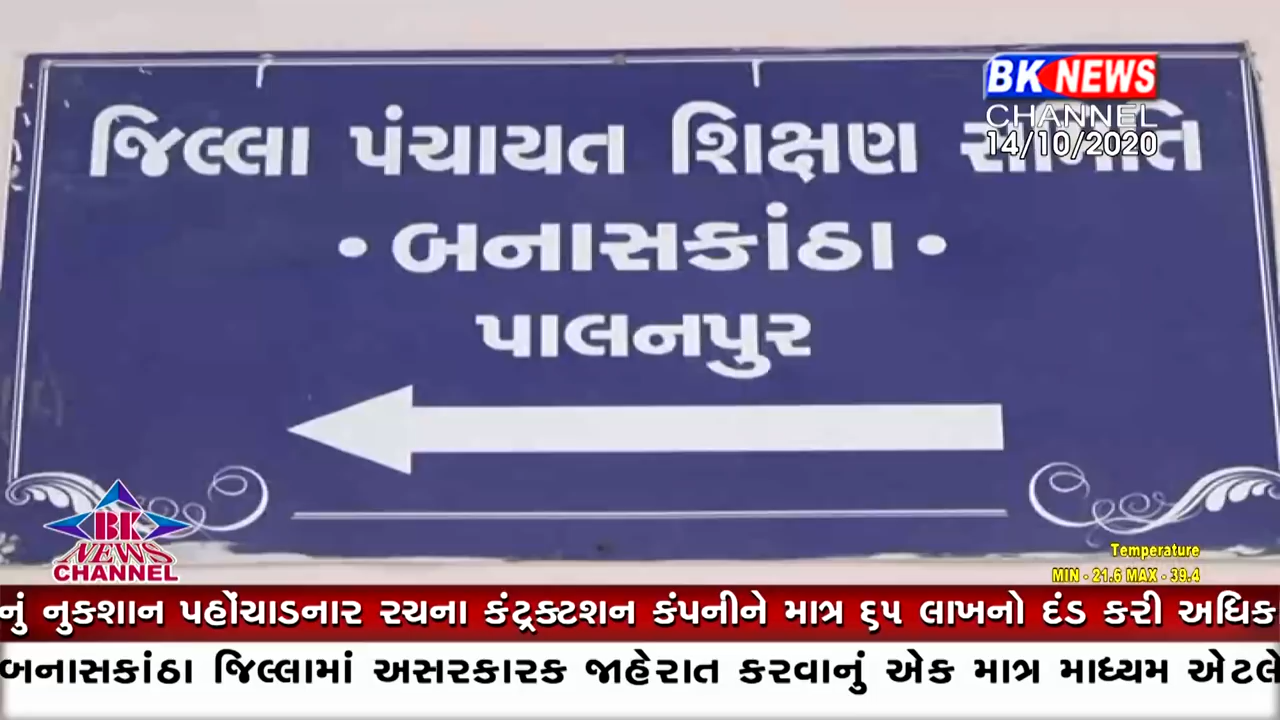 જિલ્લા પંચાયત શિક્ષણ
BK NEWS
CHANNEL
14/10/2020
• બનાસકાંઠા •
પાલનપુર
BK
NEWS
CHANNEL
Temperature
MIN - 21.6 MAX - 39.4
નું નુકશાન પહોંચાડનાર રચના કંટ્રક્ટશન કંપનીને માત્ર ૬૫ લાખનો દંડ કરી અધિકા
બનાસકાંઠા જિલ્લામાં અસરકારક જાહેરાત કરવાનું એક માત્ર માધ્યમ એટલે